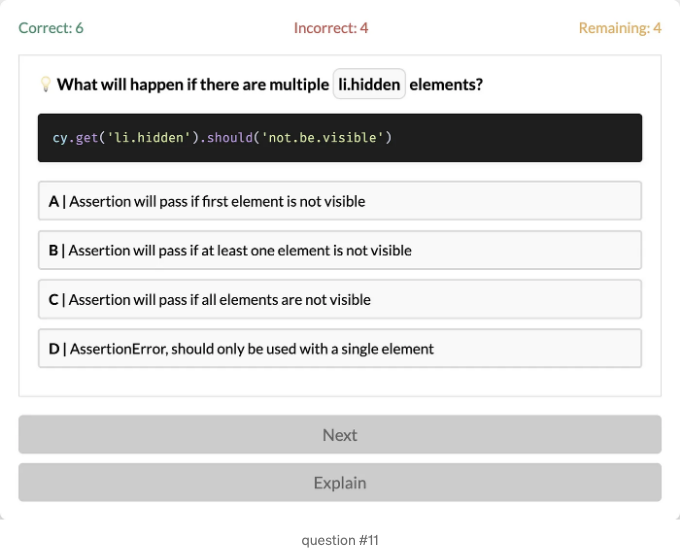 Correct: 6 Incorrect: 4 Remaining: 4
💡 What will happen if there are multiple li.hidden elements?
cy.get('li.hidden').should('not.be.visible')
A | Assertion will pass if first element is not visible
B | Assertion will pass if at least one element is not visible
C | Assertion will pass if all elements are not visible
D | AssertionError, should only be used with a single element
Next
Explain
question #11